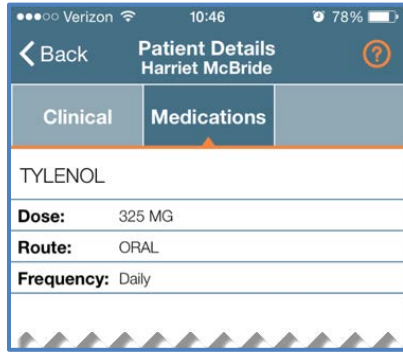 ●●●○○ Verizon 10:46 78%
Back Patient Details ?
Harriet McBride
Clinical Medications
TYLENOL
Dose: 325 MG
Route: ORAL
Frequency: Daily